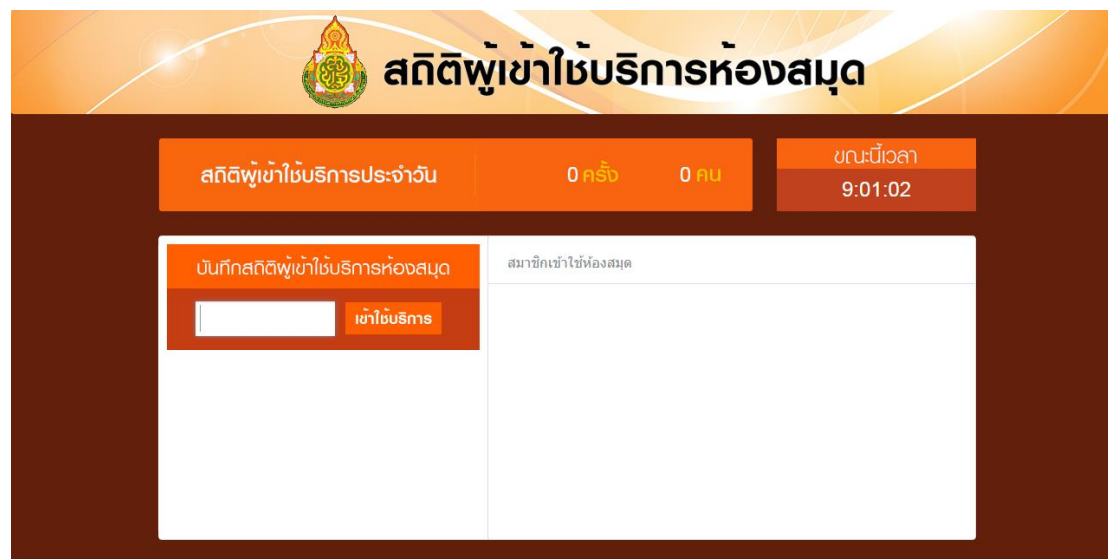 สถิติผู้เข้าใช้บริการห้องสมุด
สถิติผู้เข้าใช้บริการประจำวัน 0 ครั้ง 0 คน
ขณะนี้เวลา
9:01:02
บันทึกสถิติผู้เข้าใช้บริการห้องสมุด
เข้าใช้บริการ
สมาชิกเข้าใช้ห้องสมุด